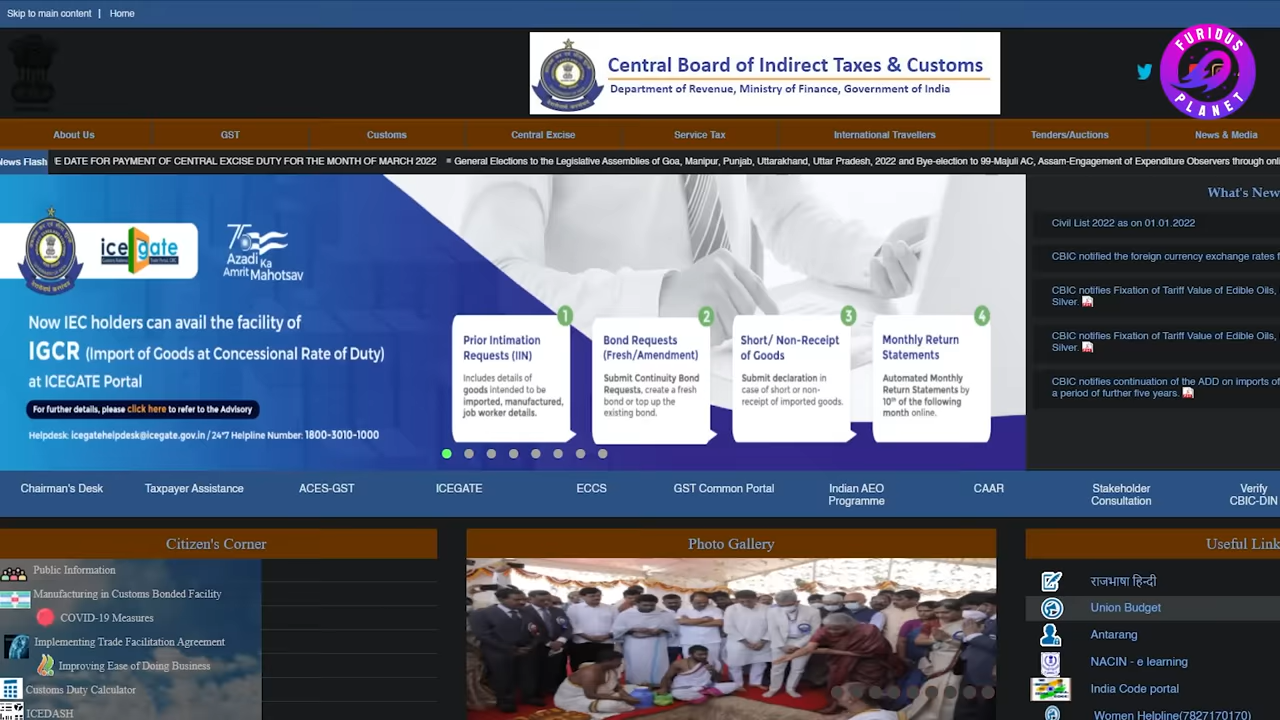 Skip to main content | Home
Central Board of Indirect Taxes & Customs
Department of Revenue, Ministry of Finance, Government of India
FURIOUS PLANET
About Us GST Customs Central Excise Service Tax International Travellers Tenders/Auctions News & Media
News Flash E DATE FOR PAYMENT OF CENTRAL EXCISE DUTY FOR THE MONTH OF MARCH 2022 General Elections to the Legislative Assemblies of Goa, Manipur, Punjab, Uttarakhand, Uttar Pradesh, 2022 and Bye-election to 99-Majuli AC, Assam-Engagement of Expenditure Observers through onli
What's New
Civil List 2022 as on 01.01.2022
CBIC notified the foreign currency exchange rates f
CBIC notifies Fixation of Tariff Value of Edible Oils,
Silver.
CBIC notifies Fixation of Tariff Value of Edible Oils,
Silver.
CBIC notifies continuation of the ADD on imports of
a period of further five years.
icegate
75
Azadi Ka
Amrit Mahotsav
Now IEC holders can avail the facility of
IGCR (Import of Goods at Concessional Rate of Duty)
at ICEGATE Portal
For further details, please click here to refer to the Advisory
Helpdesk: icegatehelpdesk@icegate.gov.in / 24*7 Helpline Number: 1800-3010-1000
1
Prior Intimation
Requests (IIN)
Includes details of
goods intended to be
imported, manufactured,
job worker details.
2
Bond Requests
(Fresh/Amendment)
Submit Continuity Bond
Requests, create a fresh
bond or top up the
existing bond.
3
Short/ Non-Receipt
of Goods
Submit declaration in
case of short or non-
receipt of imported goods.
4
Monthly Return
Statements
Automated Monthly
Return Statements by
10th of the following
month online.
Chairman's Desk Taxpayer Assistance ACES-GST ICEGATE ECCS GST Common Portal Indian AEO Programme CAAR Stakeholder Consultation Verify CBIC-DIN
Citizen's Corner
Public Information
Manufacturing in Customs Bonded Facility
COVID-19 Measures
Implementing Trade Facilitation Agreement
Improving Ease of Doing Business
Customs Duty Calculator
ICEDASH
Photo Gallery
Useful Link
राजभाषा हिन्दी
Union Budget
Antarang
NACIN - e learning
India Code portal
Women Helpline(7827170170)